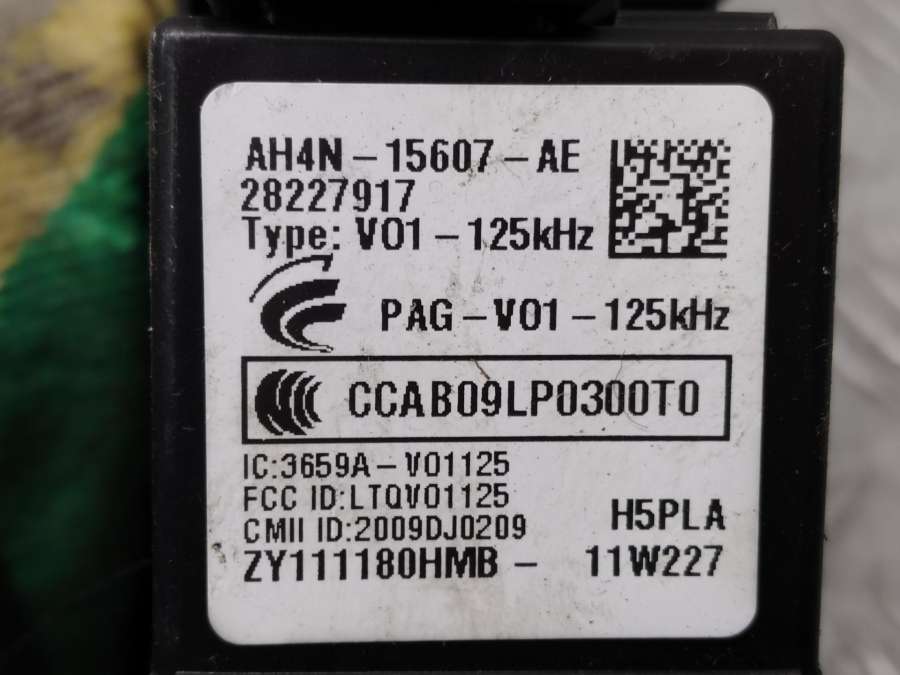 AH4N-15607-AE
28227917
Type: V01-125kHz
PAG-V01-125kHz
CCAB09LP0300T0
IC:3659A-V01125
FCC ID:LTQV01125
CMII ID:2009DJ0209
H5PLA
ZY111180HMB - 11W227